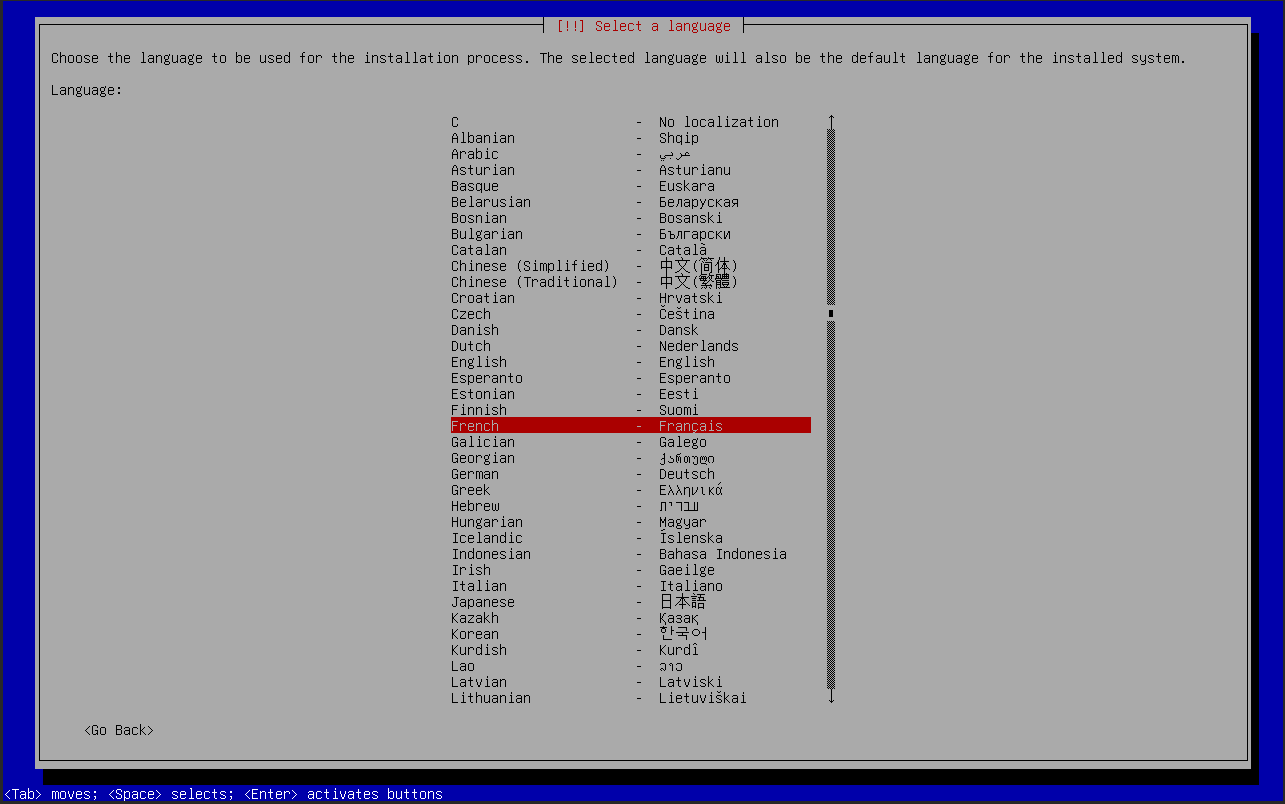 [!!] Select a language
Choose the language to be used for the installation process. The selected language will also be the default language for the installed system.
Language:
C - No localization
Albanian - Shqip
Arabic - عربي
Asturian - Asturianu
Basque - Euskara
Belarusian - Беларуская
Bosnian - Bosanski
Bulgarian - Български
Catalan - Català
Chinese (Simplified) - 中文(简体)
Chinese (Traditional) - 中文(繁體)
Croatian - Hrvatski
Czech - Čeština
Danish - Dansk
Dutch - Nederlands
English - English
Esperanto - Esperanto
Estonian - Eesti
Finnish - Suomi
French - Français
Galician - Galego
Georgian - ქართული
German - Deutsch
Greek - Ελληνικά
Hebrew - עברית
Hungarian - Magyar
Icelandic - Íslenska
Indonesian - Bahasa Indonesia
Irish - Gaeilge
Italian - Italiano
Japanese - 日本語
Kazakh - Қазақ
Korean - 한국어
Kurdish - Kurdî
Lao - ລາວ
Latvian - Latviski
Lithuanian - Lietuviškai
<Go Back>
<Tab> moves; <Space> selects; <Enter> activates buttons